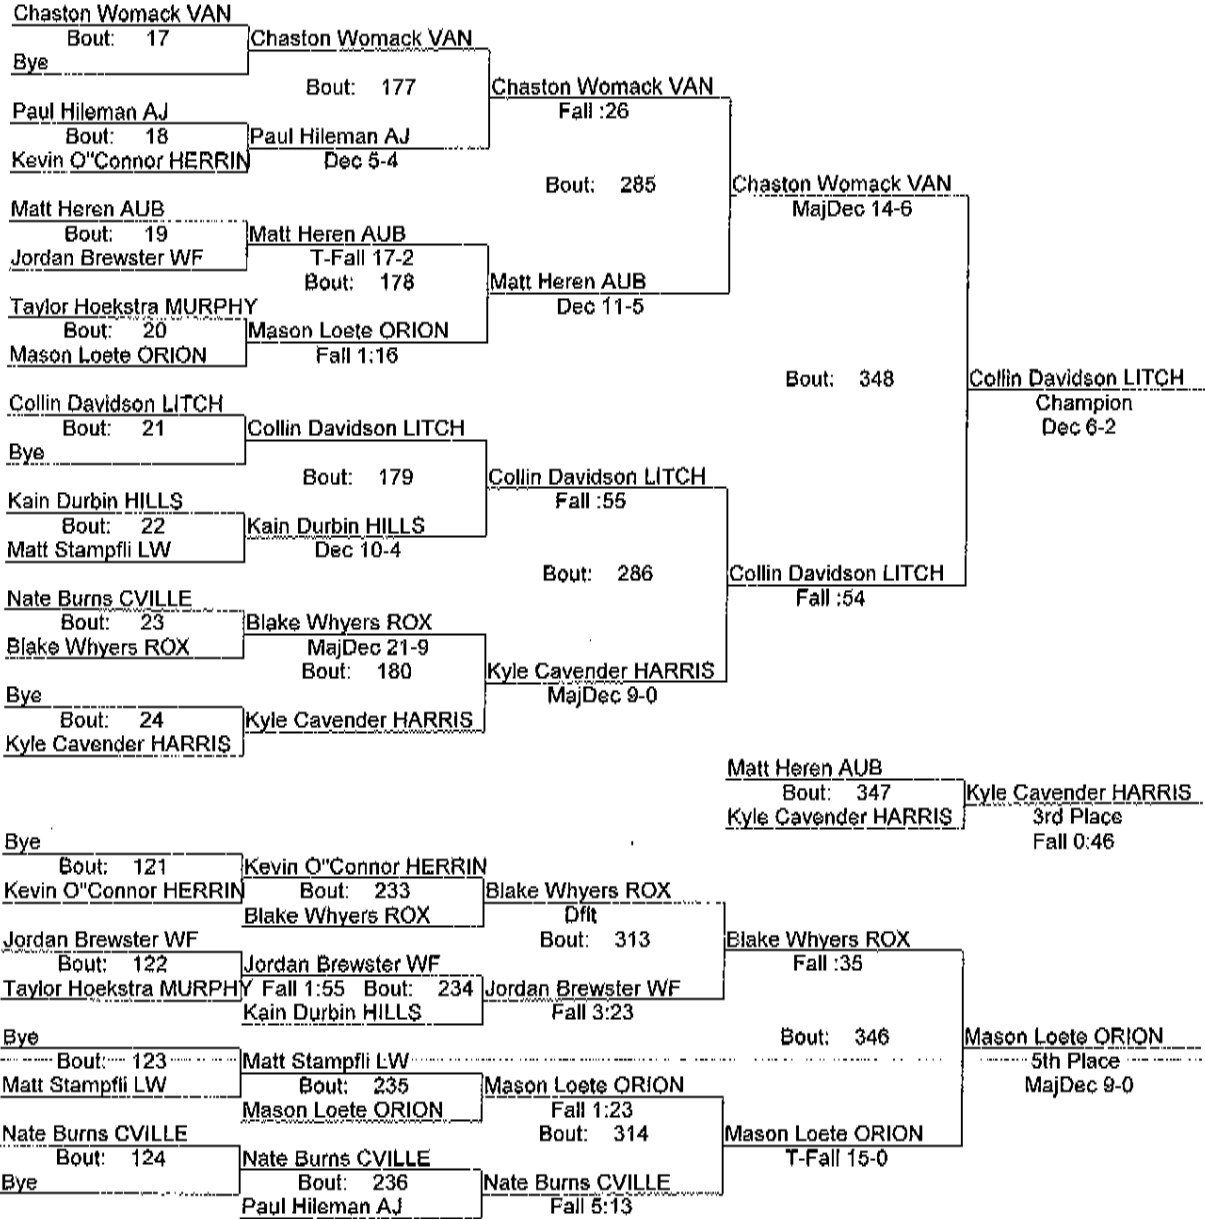 Chaston Womack VAN
Bout: 17
Bye
Chaston Womack VAN
Bout: 177
Paul Hileman AJ
Bout: 18
Kevin O"Connor HERRIN
Paul Hileman AJ
Dec 5-4
Chaston Womack VAN
Fall :26
Bout: 285
Matt Heren AUB
Bout: 19
Jordan Brewster WF
Matt Heren AUB
T-Fall 17-2
Bout: 178
Taylor Hoekstra MURPHY
Bout: 20
Mason Loete ORION
Mason Loete ORION
Fall 1:16
Matt Heren AUB
Dec 11-5
Chaston Womack VAN
MajDec 14-6
Bout: 348
Collin Davidson LITCH
Champion
Dec 6-2
Collin Davidson LITCH
Bout: 21
Bye
Collin Davidson LITCH
Bout: 179
Kain Durbin HILLS
Bout: 22
Matt Stampfli LW
Kain Durbin HILLS
Dec 10-4
Collin Davidson LITCH
Fall :55
Bout: 286
Collin Davidson LITCH
Fall :54
Nate Burns CVILLE
Bout: 23
Blake Whyers ROX
Blake Whyers ROX
MajDec 21-9
Bout: 180
Bye
Bout: 24
Kyle Cavender HARRIS
Kyle Cavender HARRIS
Kyle Cavender HARRIS
MajDec 9-0
Matt Heren AUB
Bout: 347
Kyle Cavender HARRIS
Kyle Cavender HARRIS
3rd Place
Fall 0:46
Bye
Bout: 121
Kevin O"Connor HERRIN
Kevin O"Connor HERRIN
Bout: 233
Blake Whyers ROX
Blake Whyers ROX
Dflt
Bout: 313
Jordan Brewster WF
Bout: 122
Taylor Hoekstra MURPHY
Jordan Brewster WF
Fall 1:55 Bout: 234
Kain Durbin HILLS
Jordan Brewster WF
Fall 3:23
Blake Whyers ROX
Fall :35
Bout: 346
Mason Loete ORION
5th Place
MajDec 9-0
Bye
Bout: 123
Matt Stampfli LW
Matt Stampfli LW
Bout: 235
Mason Loete ORION
Mason Loete ORION
Fall 1:23
Bout: 314
Mason Loete ORION
T-Fall 15-0
Nate Burns CVILLE
Bout: 124
Bye
Nate Burns CVILLE
Bout: 236
Paul Hileman AJ
Nate Burns CVILLE
Fall 5:13